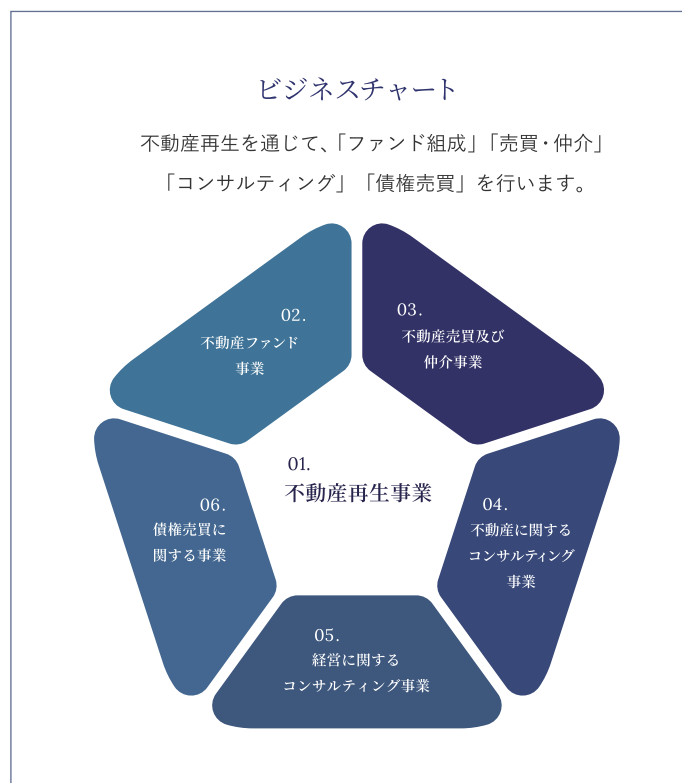 ビジネスチャート
不動産再生を通じて、「ファンド組成」「売買・仲介」
「コンサルティング」「債権売買」を行います。
01.
不動産再生事業
02.
不動産ファンド
事業
03.
不動産売買及び
仲介事業
04.
不動産に関する
コンサルティング
事業
05.
経営に関する
コンサルティング事業
06.
債権売買に
関する事業